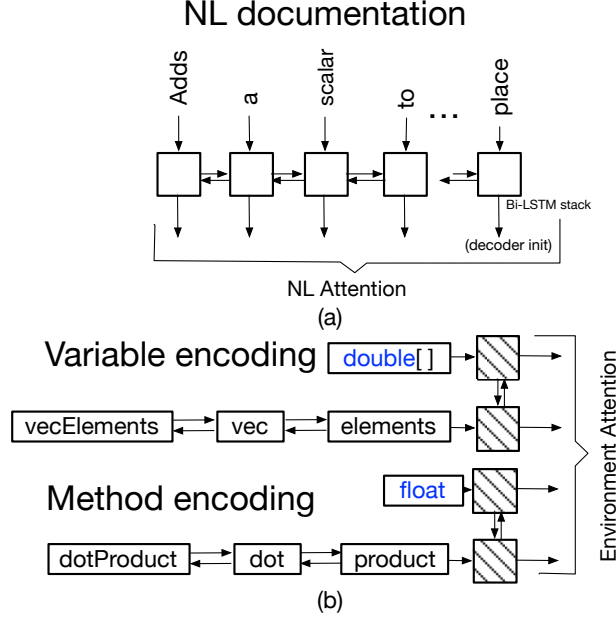 NL documentation
Adds a scalar to ... place
Bi-LSTM stack
(decoder init)
NL Attention
(a)
Variable encoding double[ ]
vecElements vec elements
Method encoding float
dotProduct dot product
Environment Attention
(b)